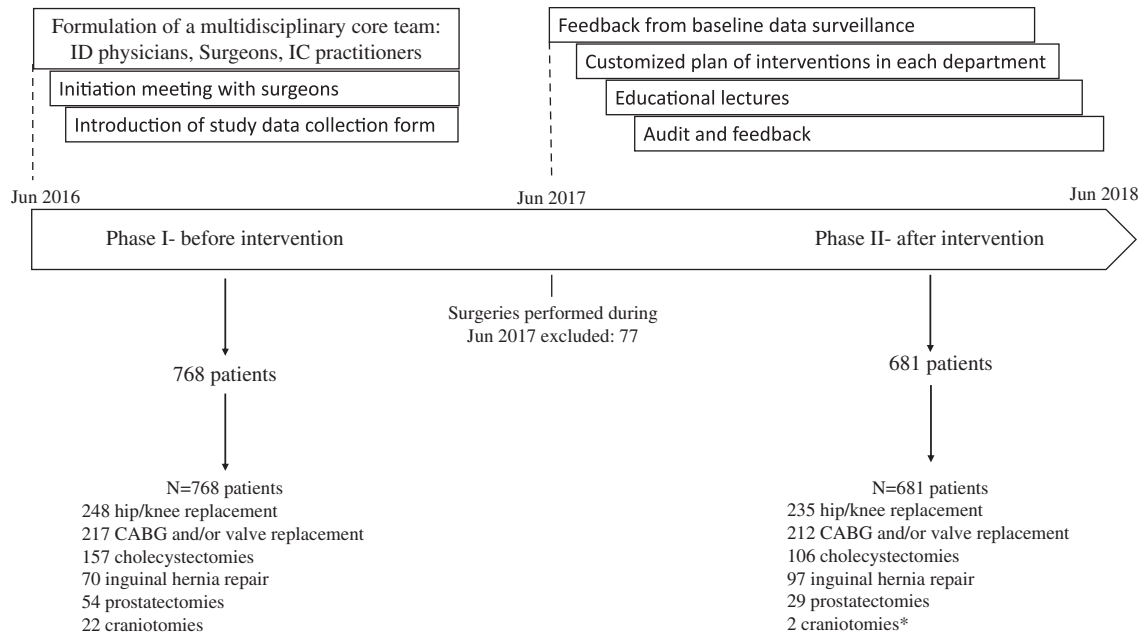 Formulation of a multidisciplinary core team:
ID physicians, Surgeons, IC practitioners
Initiation meeting with surgeons
Introduction of study data collection form
Feedback from baseline data surveillance
Customized plan of interventions in each department
Educational lectures
Audit and feedback
Jun 2016
Jun 2017
Jun 2018
Phase I- before intervention
Phase II- after intervention
Surgeries performed during
Jun 2017 excluded: 77
768 patients
681 patients
N=768 patients
248 hip/knee replacement
217 CABG and/or valve replacement
157 cholecystectomies
70 inguinal hernia repair
54 prostatectomies
22 craniotomies
N=681 patients
235 hip/knee replacement
212 CABG and/or valve replacement
106 cholecystectomies
97 inguinal hernia repair
29 prostatectomies
2 craniotomies*